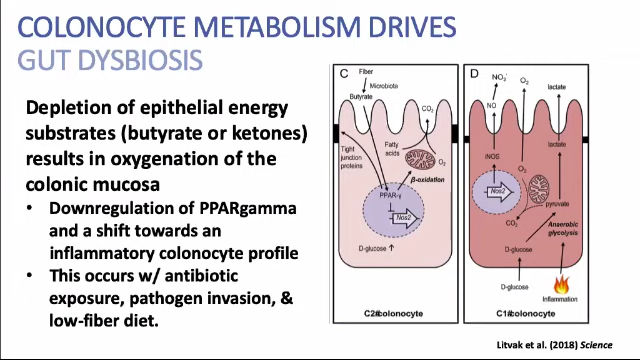 COLONOCYTE METABOLISM DRIVES
GUT DYSBIOSIS
Depletion of epithelial energy
substrates (butyrate or ketones)
results in oxygenation of the
colonic mucosa
• Downregulation of PPARgamma
and a shift towards an
inflammatory colonocyte profile
• This occurs w/ antibiotic
exposure, pathogen invasion, &
low-fiber diet.
C
Fiber
Microbiota
Butyrate
CO₂
Tight
junction
proteins
Fatty
acids
O₂
β-oxidation
PPAR-γ
Nos2
D-glucose ↑
C2 colonocyte
D
NO₃⁻
O₂
lactate
NO
iNOS
lactate
O₂
Nos2
CO₂
pyruvate
Anaerobic
glycolysis
D-glucose
D-glucose
Inflammation
C1 colonocyte
Litvak et al. (2018) Science